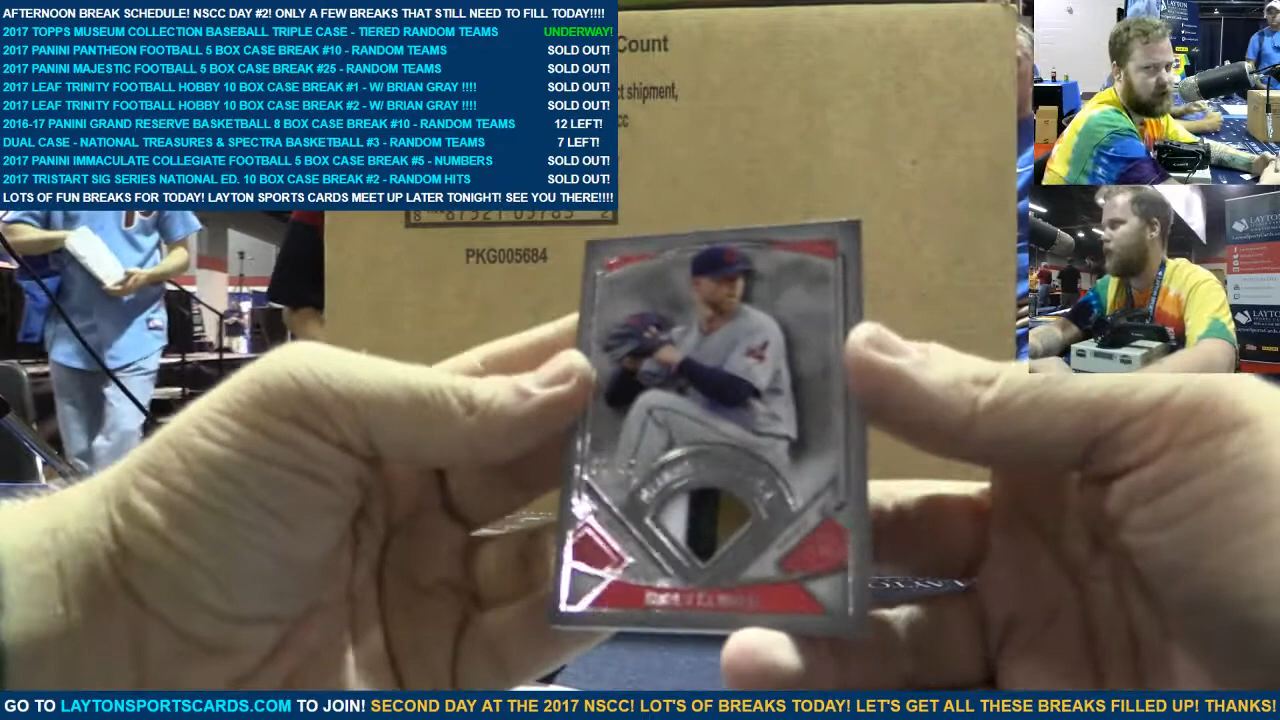 AFTERNOON BREAK SCHEDULE! NSCC DAY #2! ONLY A FEW BREAKS THAT STILL NEED TO FILL TODAY!!!!
2017 TOPPS MUSEUM COLLECTION BASEBALL TRIPLE CASE - TIERED RANDOM TEAMS UNDERWAY!
2017 PANINI PANTHEON FOOTBALL 5 BOX CASE BREAK #10 - RANDOM TEAMS SOLD OUT!
2017 PANINI MAJESTIC FOOTBALL 5 BOX CASE BREAK #25 - RANDOM TEAMS SOLD OUT!
2017 LEAF TRINITY FOOTBALL HOBBY 10 BOX CASE BREAK #1 - W/ BRIAN GRAY !!!! SOLD OUT!
2017 LEAF TRINITY FOOTBALL HOBBY 10 BOX CASE BREAK #2 - W/ BRIAN GRAY !!!! SOLD OUT!
2016-17 PANINI GRAND RESERVE BASKETBALL 8 BOX CASE BREAK #10 - RANDOM TEAMS 12 LEFT!
DUAL CASE - NATIONAL TREASURES & SPECTRA BASKETBALL #3 - RANDOM TEAMS 7 LEFT!
2017 PANINI IMMACULATE COLLEGIATE FOOTBALL 5 BOX CASE BREAK #5 - NUMBERS SOLD OUT!
2017 TRISTART SIG SERIES NATIONAL ED. 10 BOX CASE BREAK #2 - RANDOM HITS SOLD OUT!
LOTS OF FUN BREAKS FOR TODAY! LAYTON SPORTS CARDS MEET UP LATER TONIGHT! SEE YOU THERE!!!!
Count
shipment,
PKG005684
LAYTON
GO TO LAYTONSPORTSCARDS.COM TO JOIN! SECOND DAY AT THE 2017 NSCC! LOT'S OF BREAKS TODAY! LET'S GET ALL THESE BREAKS FILLED UP! THANKS!